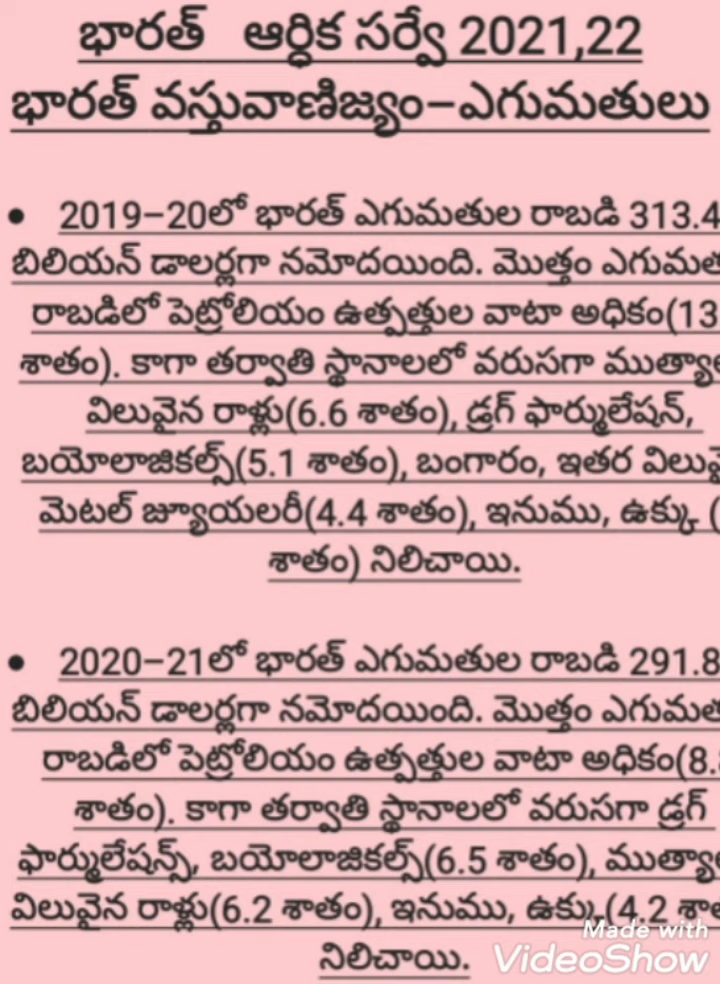 భారత్ ఆర్ధిక సర్వే 2021,22
భారత్ వస్తువాణిజ్యం-ఎగుమతులు
• 2019-20లో భారత్ ఎగుమతుల రాబడి 313.4
బిలియన్ డాలర్లగా నమోదయింది. మొత్తం
రాబడిలో పెట్రోలియం ఉత్పత్తుల వాటా అధికం(13
శాతం). కాగా తర్వాతి స్థానాలలో వరుసగా
విలువైన రాళ్లు(6.6 శాతం), డ్రగ్ ఫార్ములేషన్,
బయోలాజికల్స్(5.1 శాతం), బంగారం, ఇతర
మెటల్ జ్యూయలరీ(4.4 శాతం), ఇనుము, ఉక్కు (
శాతం) నిలిచాయి.
• 2020-21లో భారత్ ఎగుమతుల రాబడి 291.8
బిలియన్ డాలర్లగా నమోదయింది. మొత్తం
రాబడిలో పెట్రోలియం ఉత్పత్తుల వాటా అధికం(8.
శాతం). కాగా తర్వాతి స్థానాలలో వరుసగా డ్రగ్
ఫార్ములేషన్స్, బయోలాజికల్స్(6.5 శాతం),
విలువైన రాళ్లు(6.2 శాతం), ఇనుము, ఉక్కు(4.2
నిలిచాయి.
Made with
VideoShow